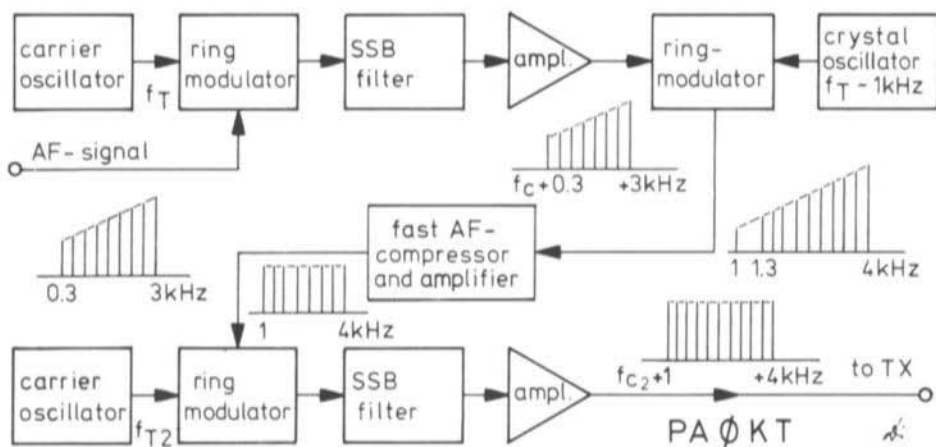 carrier
oscillator
f_T
ring
modulator
SSB
filter
ampl.
ring-
modulator
crystal
oscillator
f_T - 1kHz
AF-signal
0.3 3kHz
f_C+0.3 +3kHz
1 1.3 4kHz
fast AF-
compressor
and amplifier
1 4kHz
carrier
oscillator
f_T2
ring
modulator
SSB
filter
ampl.
f_c2+1 +4kHz
to TX
PAØKT